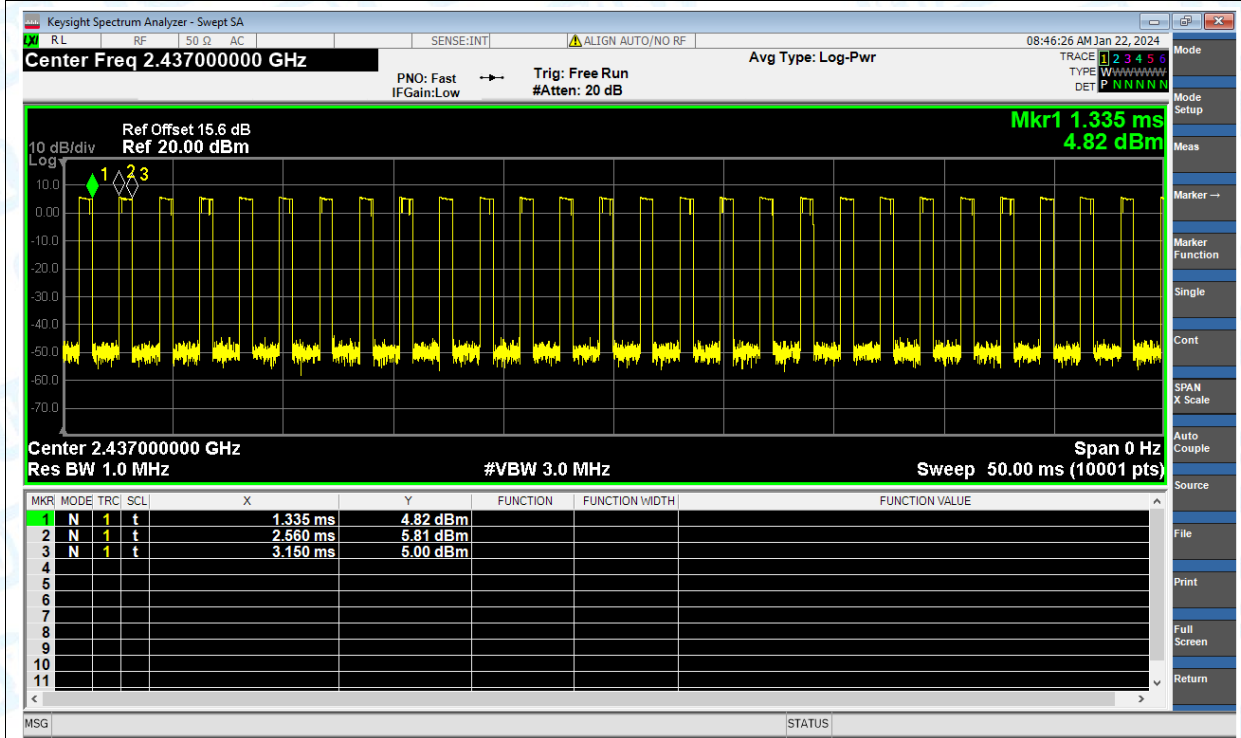 Keysight Spectrum Analyzer - Swept SA
LXI RL RF 50 Ω AC SENSE:INT ALIGN AUTO/NO RF 08:46:26 AM Jan 22, 2024
Center Freq 2.437000000 GHz
PNO: Fast
IFGain:Low
Trig: Free Run
#Atten: 20 dB
Avg Type: Log-Pwr
TRACE 1 2 3 4 5 6
TYPE WWWWWW
DET P N N N N N
Ref Offset 15.6 dB
Ref 20.00 dBm
10 dB/div
Log
Mkr1 1.335 ms
4.82 dBm
1 2 3
10.0
0.00
-10.0
-20.0
-30.0
-40.0
-50.0
-60.0
-70.0
Center 2.437000000 GHz Span 0 Hz
Res BW 1.0 MHz #VBW 3.0 MHz Sweep 50.00 ms (10001 pts)
MKR MODE TRC SCL X Y FUNCTION FUNCTION WIDTH FUNCTION VALUE
1 N 1 t 1.335 ms 4.82 dBm
2 N 1 t 2.560 ms 5.81 dBm
3 N 1 t 3.150 ms 5.00 dBm
4
5
6
7
8
9
10
11
MSG STATUS
Mode
Mode
Setup
Meas
Marker →
Marker
Function
Single
Cont
SPAN
X Scale
Auto
Couple
Source
File
Print
Full
Screen
Return